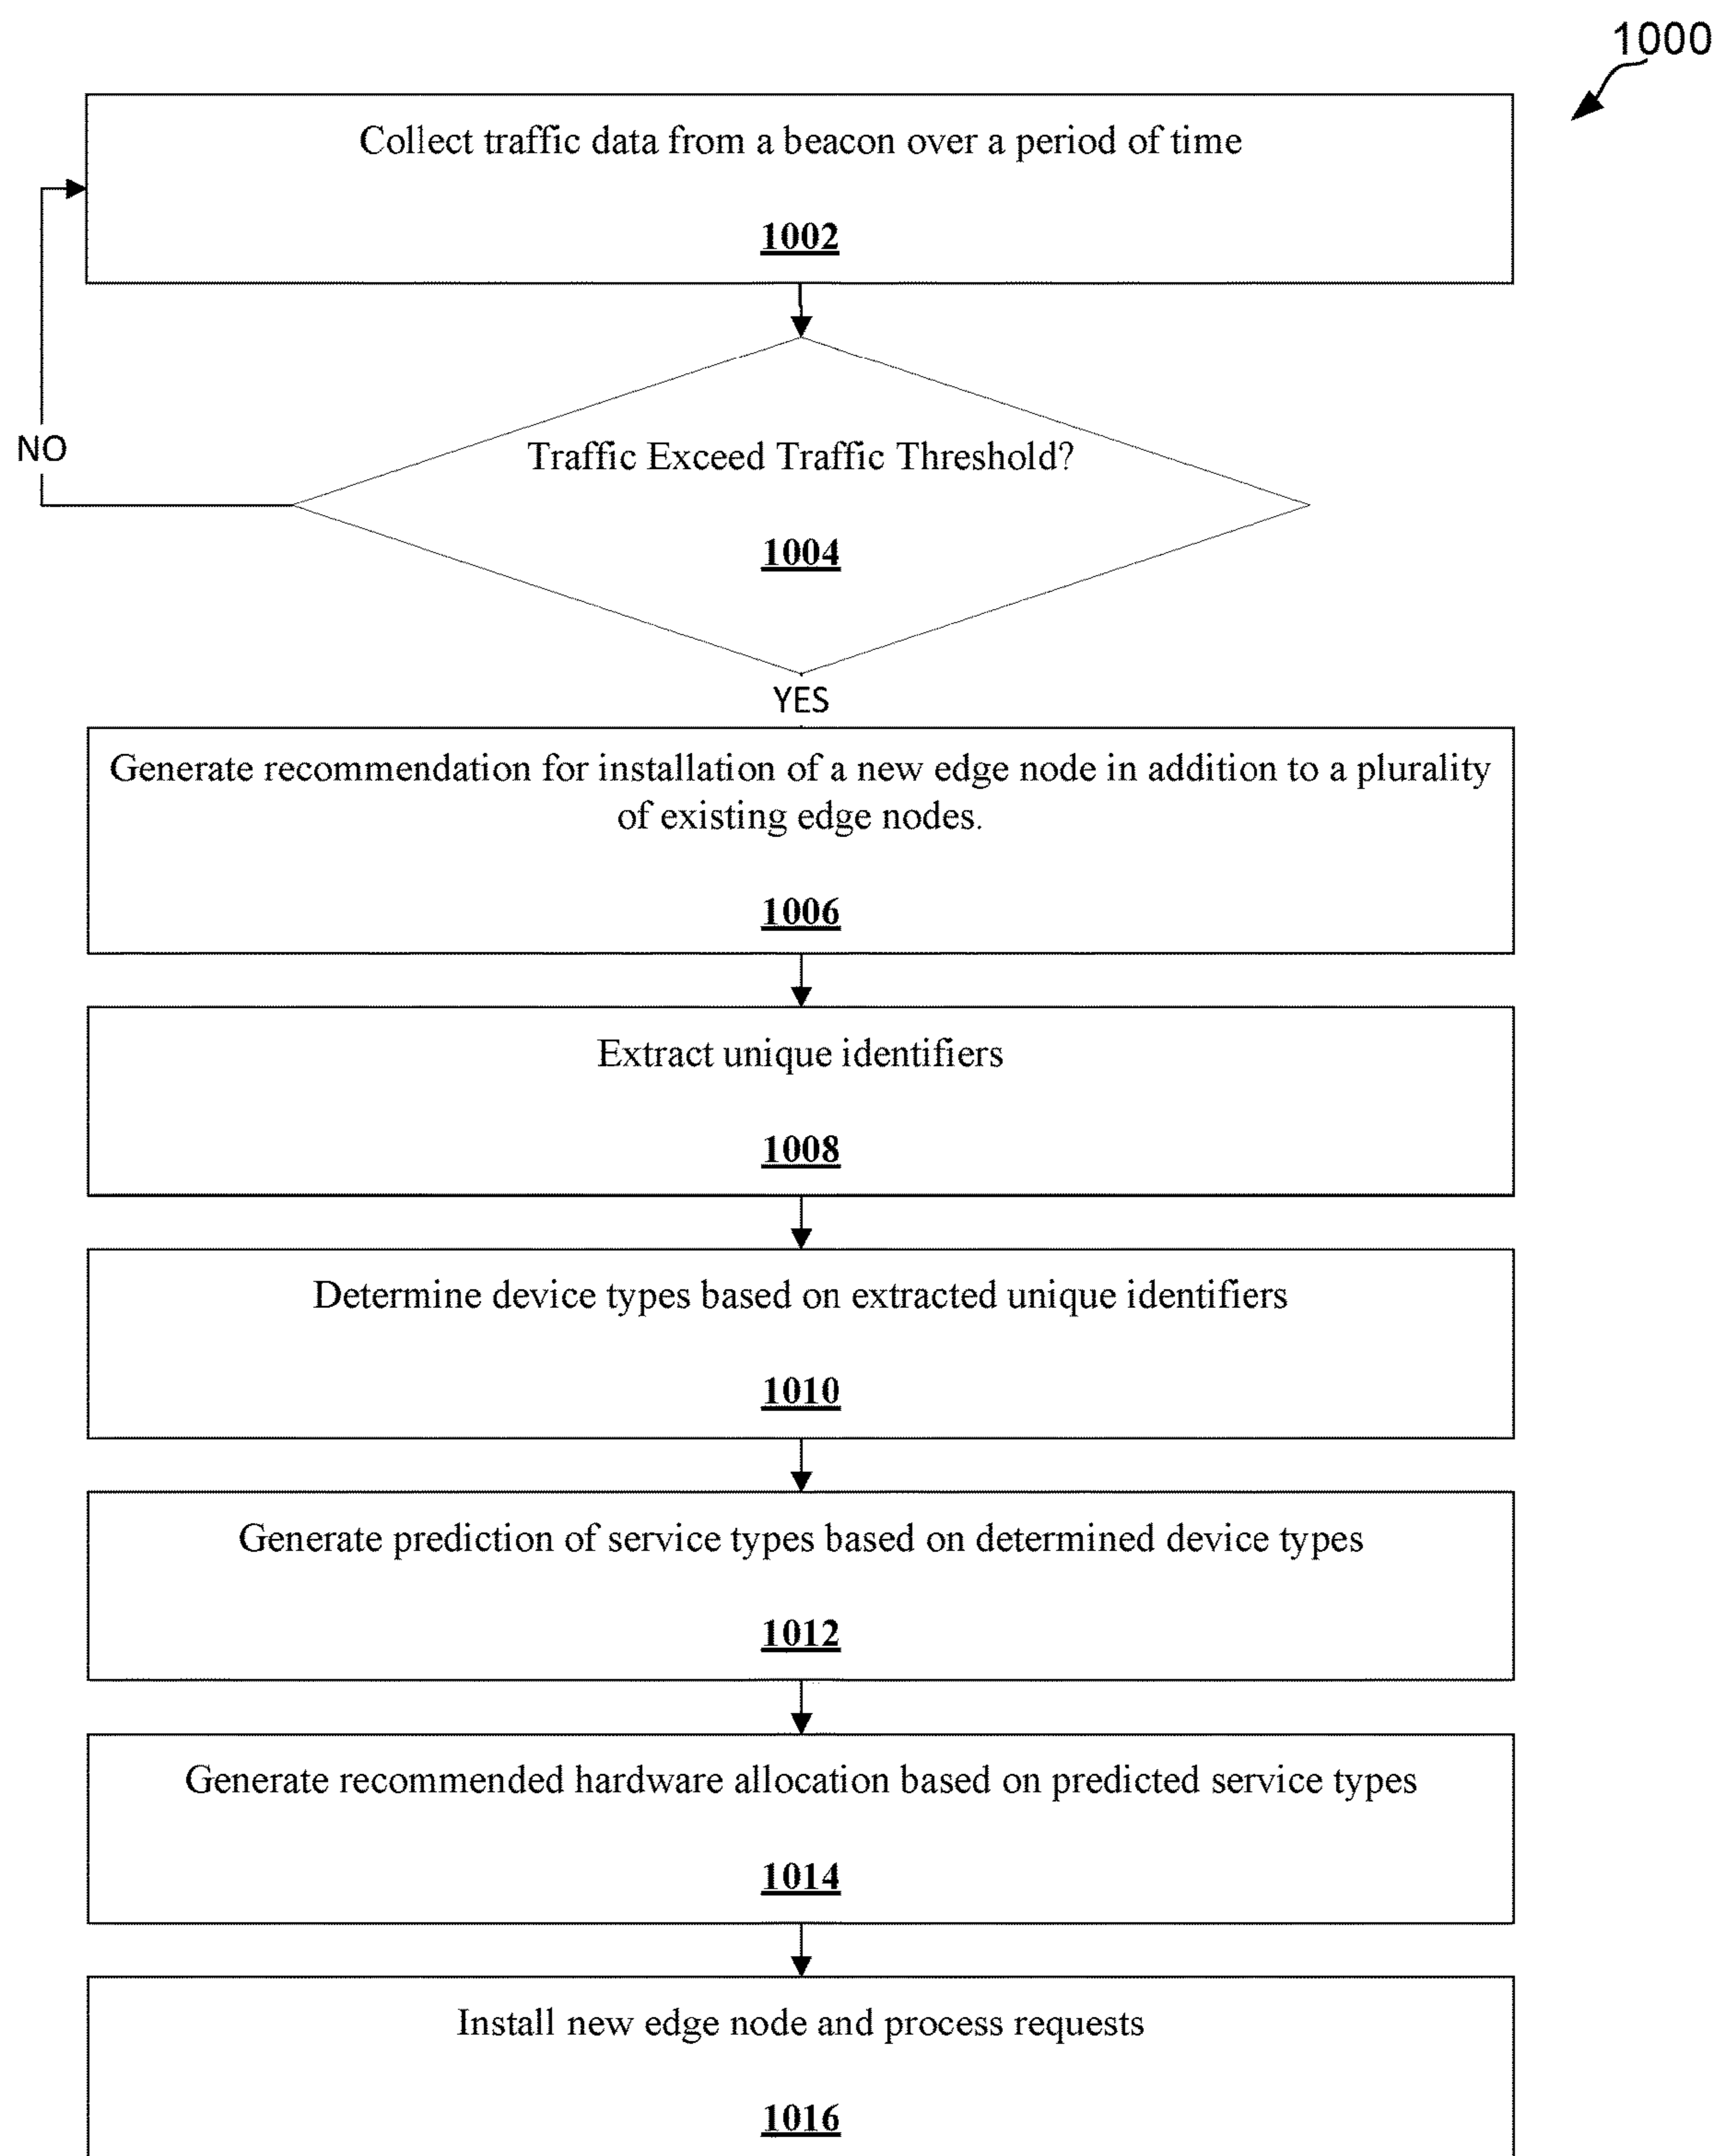 1000
Collect traffic data from a beacon over a period of time
1002
Traffic Exceed Traffic Threshold?
NO
1004
YES
Generate recommendation for installation of a new edge node in addition to a plurality
of existing edge nodes.
1006
Extract unique identifiers
1008
Determine device types based on extracted unique identifiers
1010
Generate prediction of service types based on determined device types
1012
Generate recommended hardware allocation based on predicted service types
1014
Install new edge node and process requests
1016